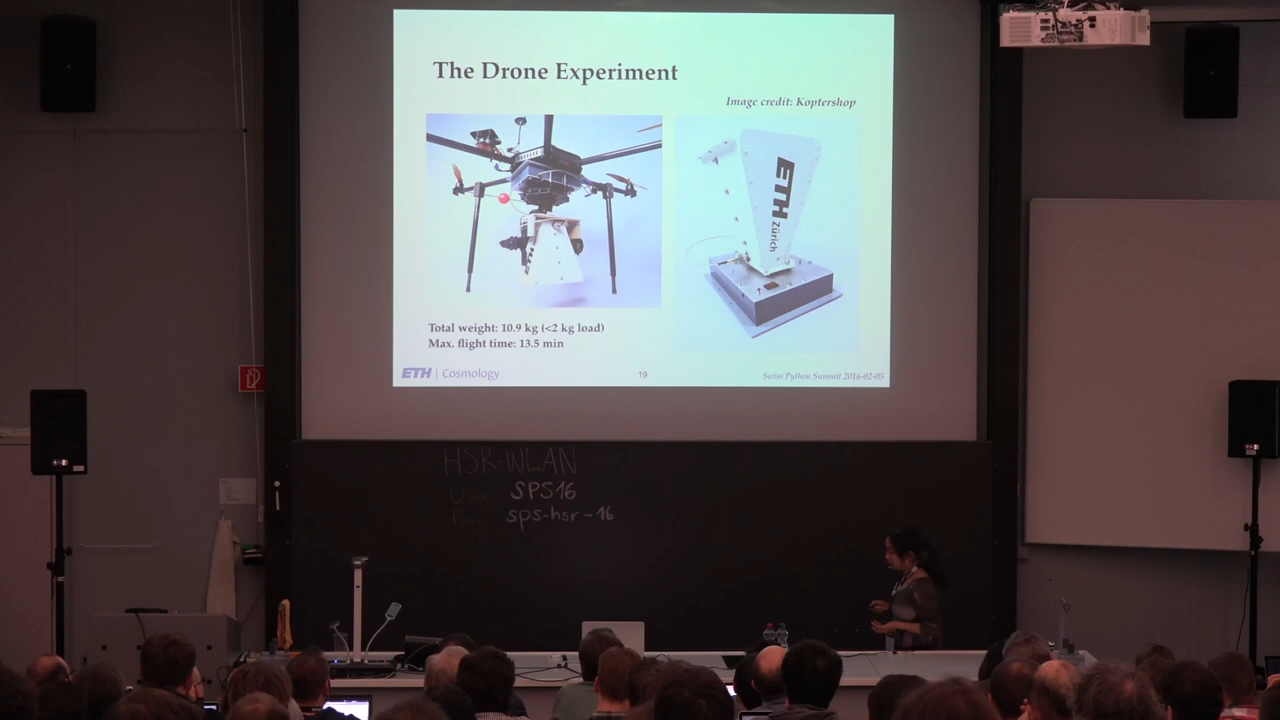 The Drone Experiment
Image credit: Koptershop
ETH zürich
Total weight: 10.9 kg (<2 kg load)
Max. flight time: 13.5 min
ETH | Cosmology
19
Swiss Python Summit 2016-02-05
HSR-WLAN
User SPS16
sps-hsr-16